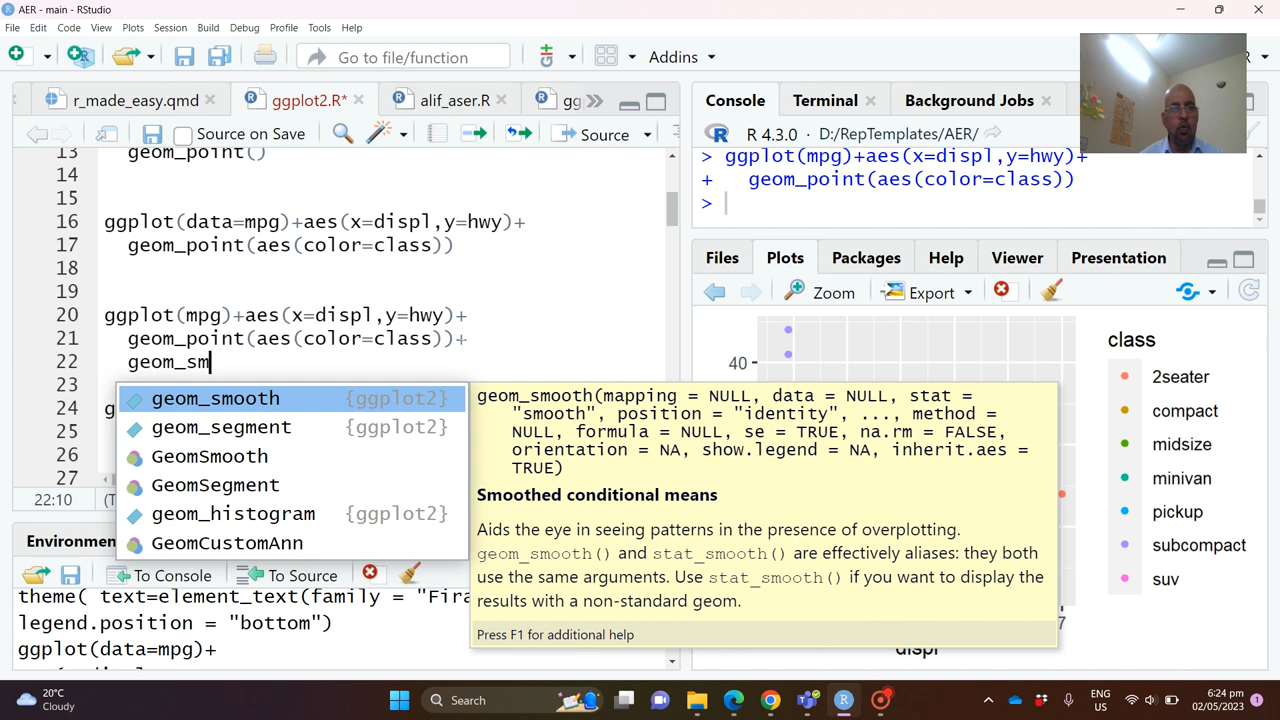 AER - main - RStudio
File Edit Code View Plots Session Build Debug Profile Tools Help
Go to file/function
Addins
r_made_easy.qmd
ggplot2.R*
alif_aser.R
gg
Source on Save
Source
13 geom_point()
14
15
16 ggplot(data=mpg)+aes(x=displ,y=hwy)+
17 geom_point(aes(color=class))
18
19
20 ggplot(mpg)+aes(x=displ,y=hwy)+
21 geom_point(aes(color=class))+
22 geom_sm
23
24
25
26
27
22:10
geom_smooth {ggplot2}
geom_segment {ggplot2}
GeomSmooth
GeomSegment
geom_histogram {ggplot2}
GeomCustomAnn
geom_smooth(mapping = NULL, data = NULL, stat =
"smooth", position = "identity", ..., method =
NULL, formula = NULL, se = TRUE, na.rm = FALSE,
orientation = NA, show.legend = NA, inherit.aes =
TRUE)
Smoothed conditional means
Aids the eye in seeing patterns in the presence of overplotting.
geom_smooth() and stat_smooth() are effectively aliases: they both
use the same arguments. Use stat_smooth() if you want to display the
results with a non-standard geom.
Press F1 for additional help
To Console
To Source
legend.position = "bottom")
ggplot(data=mpg)+
Console
Terminal
Background Jobs
R 4.3.0 · D:/RepTemplates/AER/
> ggplot(mpg)+aes(x=displ,y=hwy)+
+ geom_point(aes(color=class))
>
Files
Plots
Packages
Help
Viewer
Presentation
Zoom
Export
40
class
2seater
compact
midsize
minivan
pickup
subcompact
suv
7
displ
20°C
Cloudy
Search
ENG
US
6:24 pm
02/05/2023
1